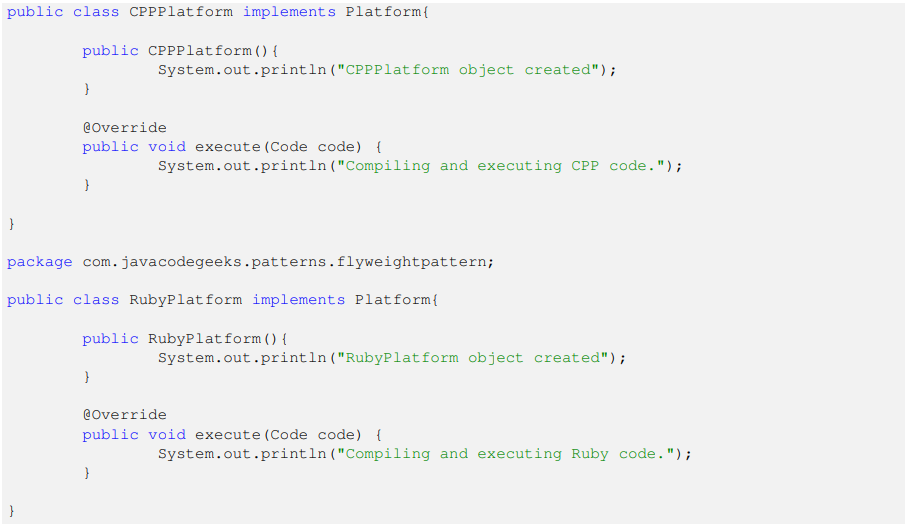 public class CPPPlatform implements Platform{
public CPPPlatform(){
System.out.println("CPPPlatform object created");
}
@Override
public void execute(Code code) {
System.out.println("Compiling and executing CPP code.");
}
}
package com.javacodegeeks.patterns.flyweightpattern;
public class RubyPlatform implements Platform{
public RubyPlatform(){
System.out.println("RubyPlatform object created");
}
@Override
public void execute(Code code) {
System.out.println("Compiling and executing Ruby code.");
}
}